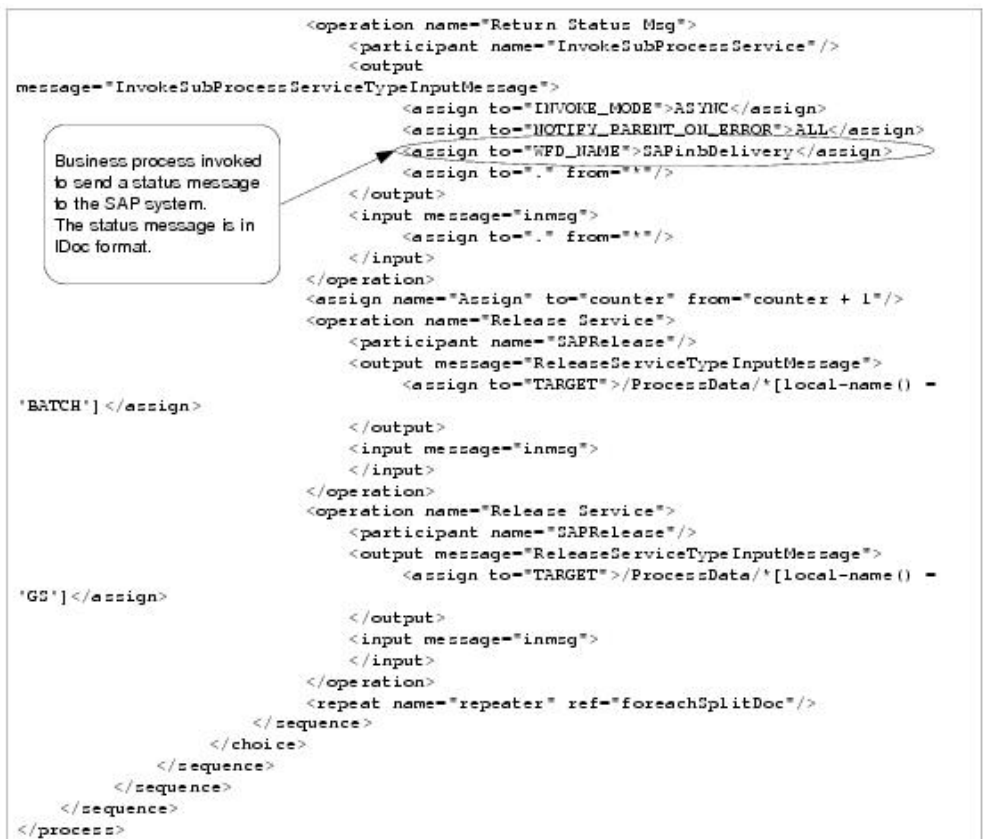 <operation name="Return Status Msg">
<participant name="InvokeSubProcessService"/>
<output
message="InvokeSubProcessServiceTypeInputMessage">
<assign to="INVOKE_MODE">ASYNC</assign>
<assign to="NOTIFY_PARENT_ON_ERROR">ALL</assign>
<assign to="WFD_NAME">SAPinbDelivery</assign>
<assign to="." from="*"/>
</output>
<input message="inmsg">
<assign to="." from="*"/>
</input>
</operation>
Business process invoked
to send a status message
to the SAP system.
The status message is in
IDoc format.
<assign name="Assign" to="counter" from="counter + 1"/>
<operation name="Release Service">
<participant name="SAPRelease"/>
<output message="ReleaseServiceTypeInputMessage">
<assign to="TARGET">/ProcessData/*[local-name() =
'BATCH']</assign>
</output>
<input message="inmsg">
</input>
</operation>
<operation name="Release Service">
<participant name="SAPRelease"/>
<output message="ReleaseServiceTypeInputMessage">
<assign to="TARGET">/ProcessData/*[local-name() =
'GS']</assign>
</output>
<input message="inmsg">
</input>
</operation>
<repeat name="repeater" ref="foreachSplitDoc"/>
</sequence>
</choice>
</sequence>
</sequence>
</sequence>
</process>